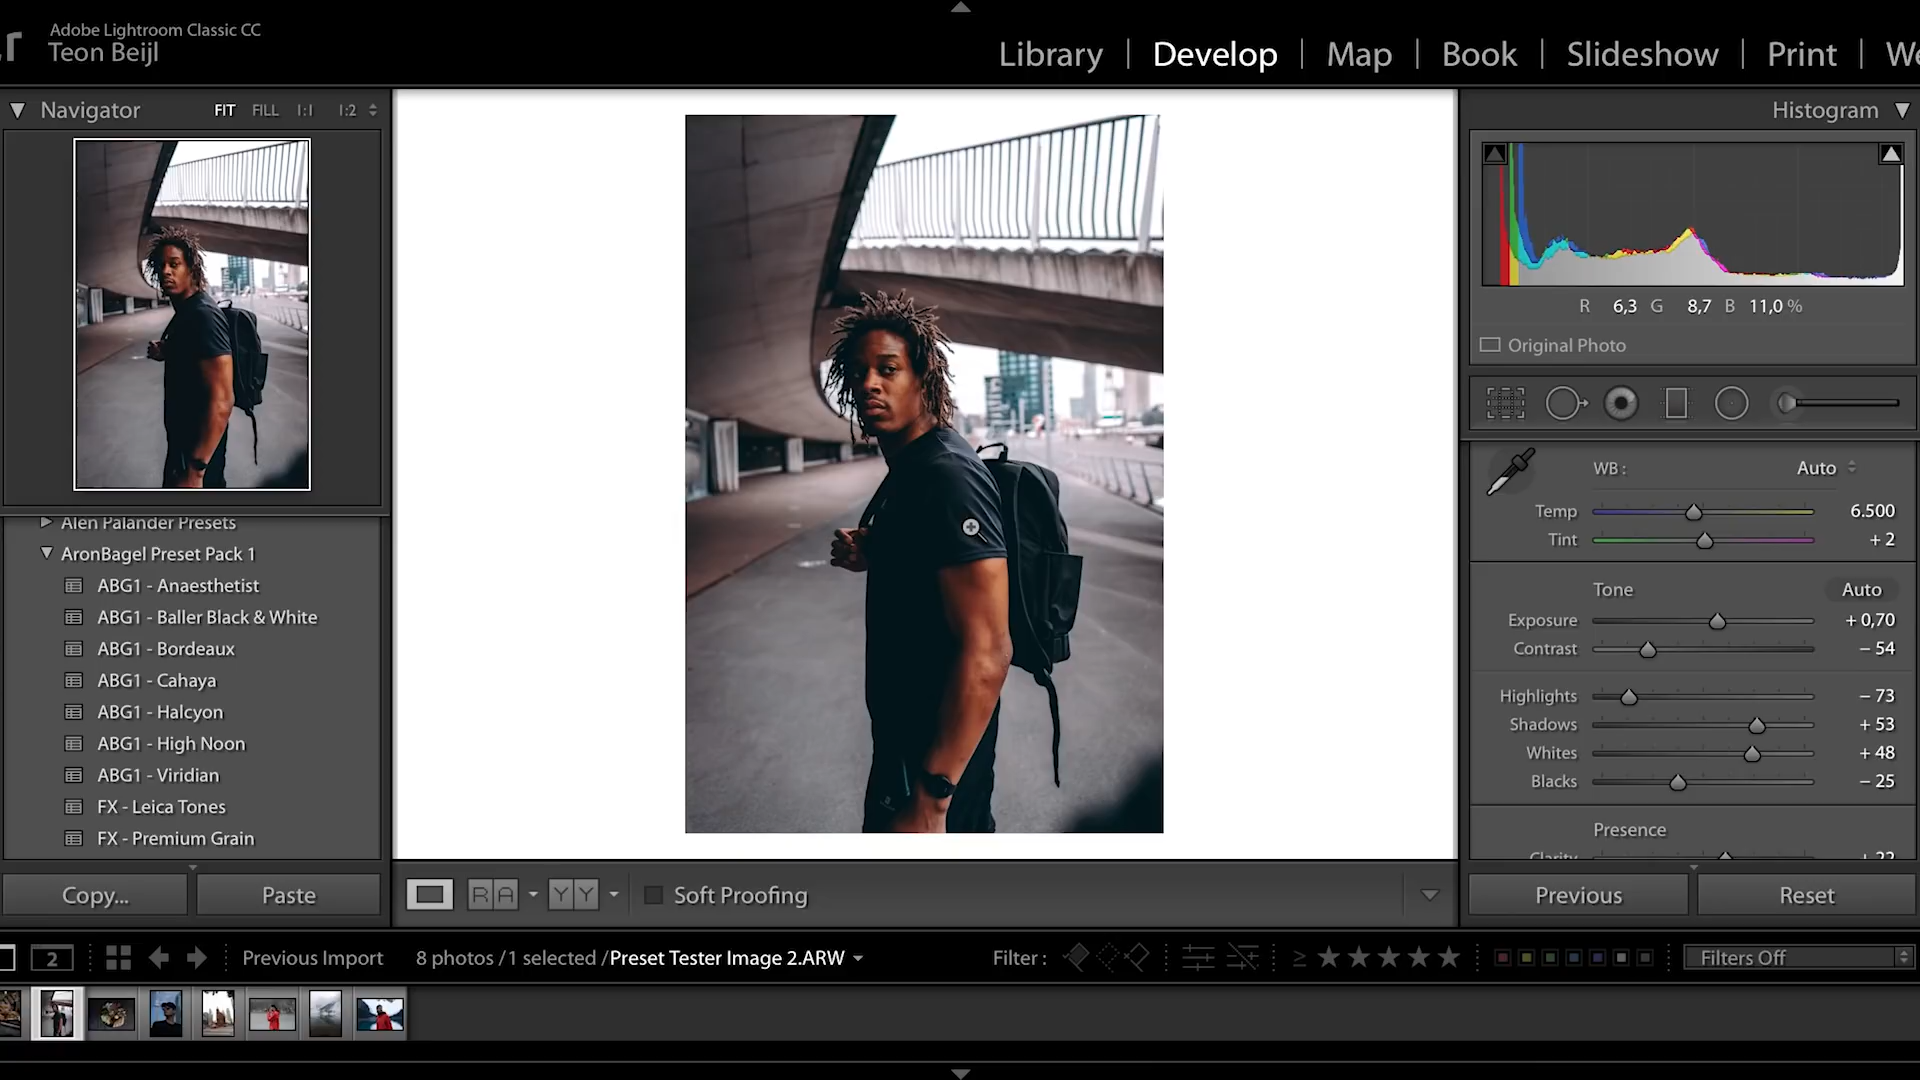 Adobe Lightroom Classic CC
Teon Beijl
Library | Develop | Map | Book | Slideshow | Print |
Navigator FIT FILL 1:1 1:2
Alen Palander Presets
AronBagel Preset Pack 1
ABG1 - Anaesthetist
ABG1 - Baller Black & White
ABG1 - Bordeaux
ABG1 - Cahaya
ABG1 - Halcyon
ABG1 - High Noon
ABG1 - Viridian
FX - Leica Tones
FX - Premium Grain
Copy... Paste
R A Y Y Soft Proofing
Histogram
R 6,3 G 8,7 B 11,0 %
Original Photo
WB: Auto
Temp 6.500
Tint + 2
Tone Auto
Exposure + 0,70
Contrast – 54
Highlights – 73
Shadows + 53
Whites + 48
Blacks – 25
Presence
Clarity + 22
Previous Reset
2 Previous Import 8 photos /1 selected /Preset Tester Image 2.ARW Filter : ≥ ★★★★★ Filters Off